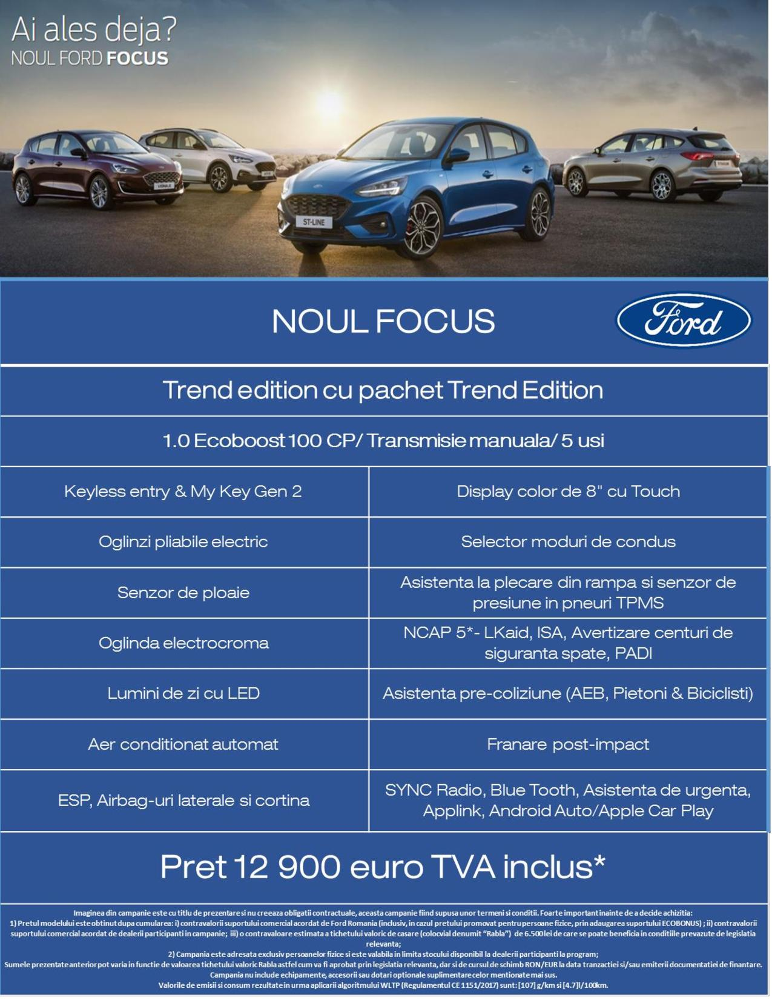 Ai ales deja?
NOUL FORD FOCUS
VIGNALE
ACTIVE
ST-LINE
TITANIUM
NOUL FOCUS
Ford
Trend edition cu pachet Trend Edition
1.0 Ecoboost 100 CP/ Transmisie manuala/ 5 usi
Keyless entry & My Key Gen 2
Display color de 8" cu Touch
Oglinzi pliabile electric
Selector moduri de condus
Senzor de ploaie
Asistenta la plecare din rampa si senzor de
presiune in pneuri TPMS
Oglinda electrocroma
NCAP 5*- LKaid, ISA, Avertizare centuri de
siguranta spate, PADI
Lumini de zi cu LED
Asistenta pre-coliziune (AEB, Pietoni & Biciclisti)
Aer conditionat automat
Franare post-impact
ESP, Airbag-uri laterale si cortina
SYNC Radio, Blue Tooth, Asistenta de urgenta,
Applink, Android Auto/Apple Car Play
Pret 12 900 euro TVA inclus*
Imaginea din campanie este cu titlu de prezentare si nu creeaza obligatii contractuale, aceasta campanie fiind supusa unor termeni si conditii. Foarte important inainte de a decide achizitia:
1) Pretul modelului este obtinut dupa cumularea: i) contravalorii suportului comercial acordat de Ford Romania (inclusiv, in cazul pretului promovat pentru persoane fizice, prin adaugarea suportului ECOBONUS) ; ii) contravalorii
suportului comercial acordat de dealerii participanti in campanie; iii) o contravaloare estimata a tichetului valoric de casare (colocvial denumit “Rabla”) de 6.500 lei de care se poate beneficia in conditiile prevazute de legislatia
relevanta;
2) Campania este adresata exclusiv persoanelor fizice si este valabila in limita stocului disponibil la dealerii participanti la program;
Sumele prezentate anterior pot varia in functie de valoarea tichetului valoric Rabla astfel cum va fi aprobat prin legislatia relevanta, dar si de cursul de schimb RON/EUR la data tranzactiei si/sau emiterii documentatiei de finantare.
Campania nu include echipamente, accesorii sau dotari optionale suplimentare celor mentionate mai sus.
Valorile de emisii si consum rezultate in urma aplicarii algoritmului WLTP (Regulamentul CE 1151/2017) sunt: [107] g/km si [4.7]l/100km.